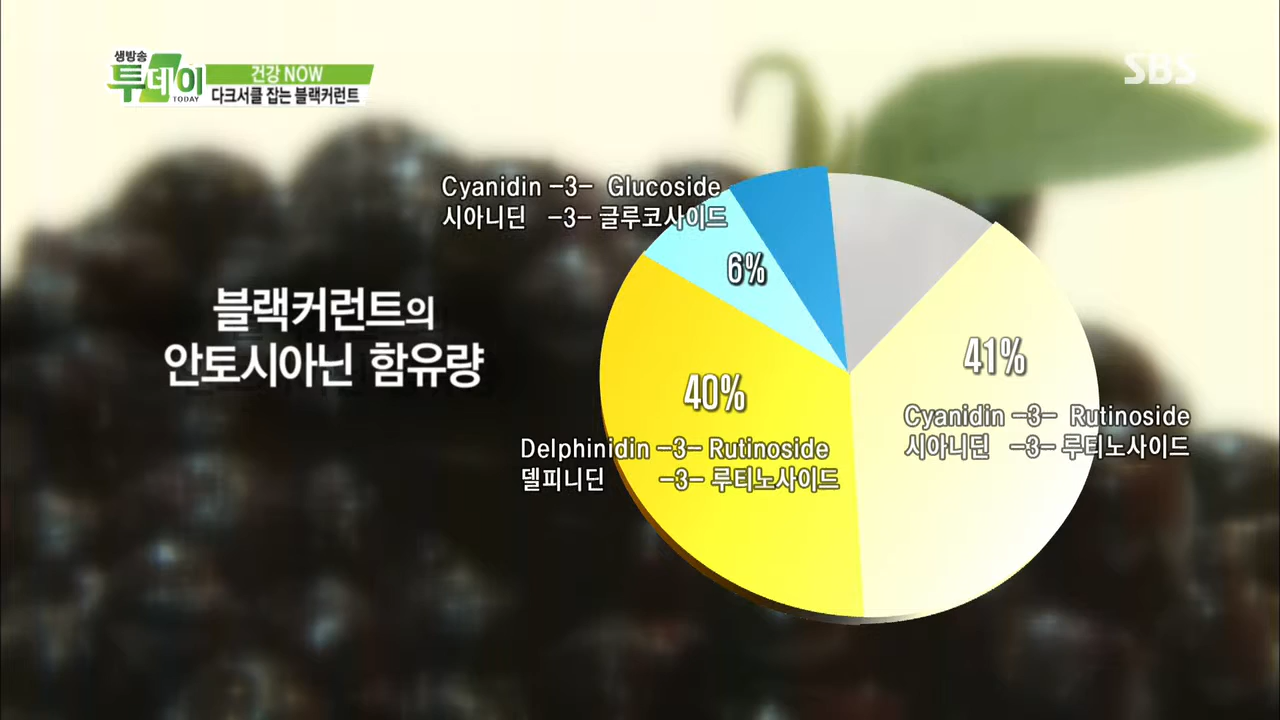 생방송
투데이
TODAY
건강 NOW
다크서클 잡는 블랙커런트
SBS
Cyanidin -3- Glucoside
시아니딘 -3- 글루코사이드
6%
블랙커런트의
안토시아닌 함유량
41%
Cyanidin -3- Rutinoside
시아니딘 -3- 루티노사이드
40%
Delphinidin -3- Rutinoside
델피니딘 -3- 루티노사이드